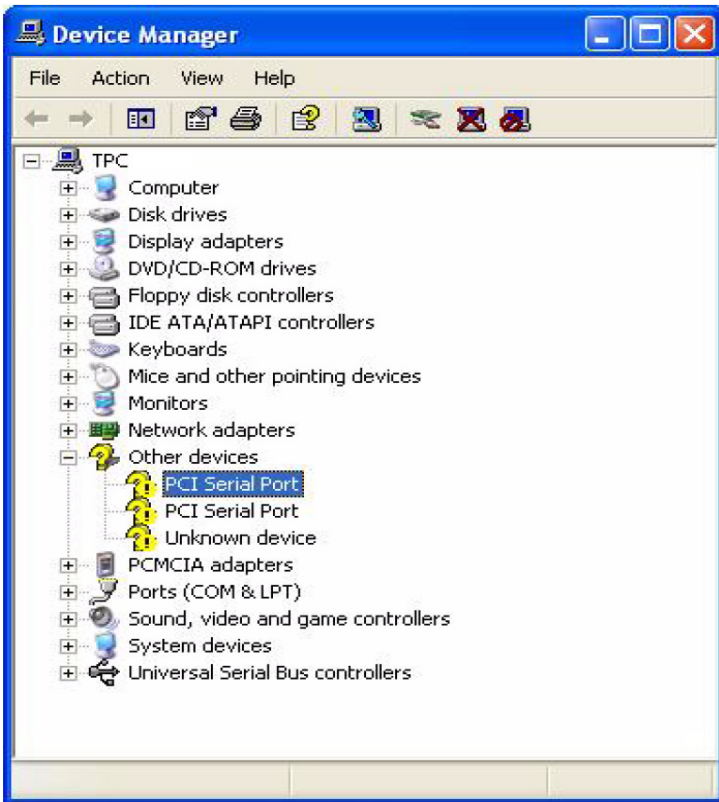 Device Manager
File Action View Help
TPC
Computer
Disk drives
Display adapters
DVD/CD-ROM drives
Floppy disk controllers
IDE ATA/ATAPI controllers
Keyboards
Mice and other pointing devices
Monitors
Network adapters
Other devices
PCI Serial Port
PCI Serial Port
Unknown device
PCMCIA adapters
Ports (COM & LPT)
Sound, video and game controllers
System devices
Universal Serial Bus controllers